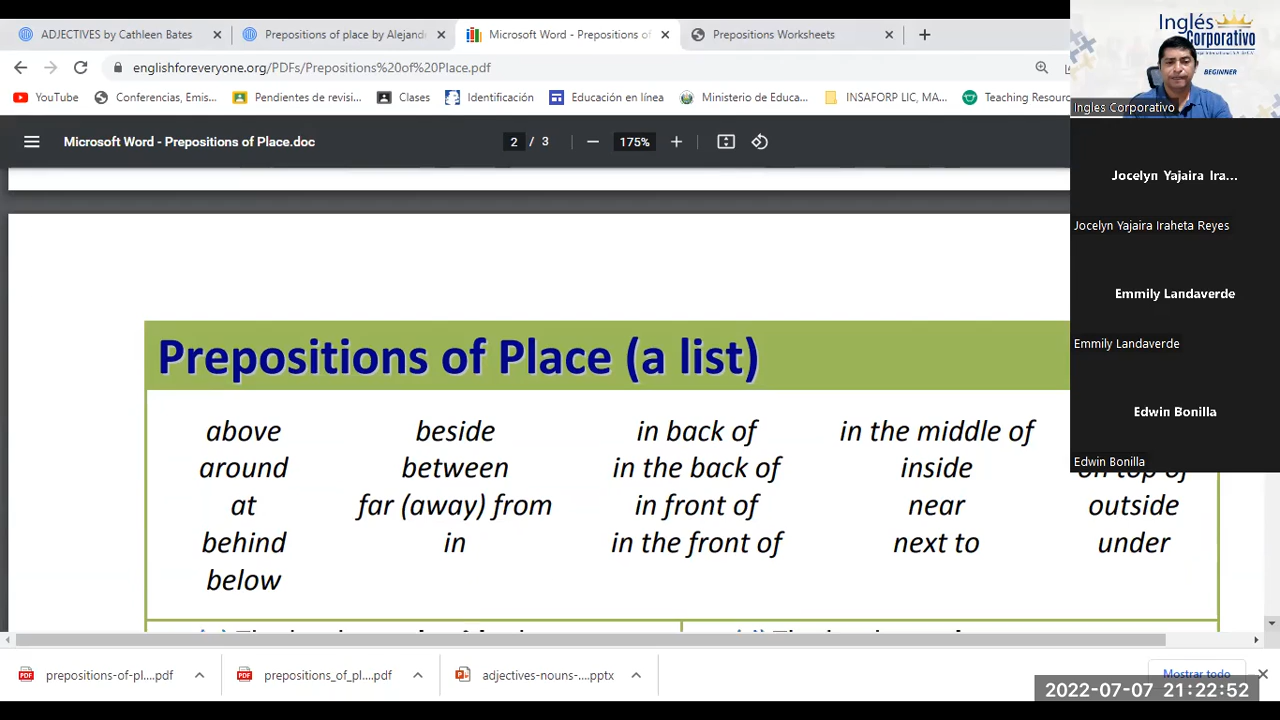 ADJECTIVES by Cathleen Bates
Prepositions of place by Alejand
Microsoft Word - Prepositions of
Prepositions Worksheets
englishforeveryone.org/PDFs/Prepositions%20of%20Place.pdf
YouTube
Conferencias, Emis...
Pendientes de revisi...
Clases
Identificación
Educación en línea
Ministerio de Educa...
INSAFORP LIC, MA...
Teaching Resour
Microsoft Word - Prepositions of Place.doc
2 / 3
175%
Inglés
Corporativo
BEGINNER
Ingles Corporativo
Jocelyn Yajaira Ira...
Jocelyn Yajaira Iraheta Reyes
Emmily Landaverde
Emmily Landaverde
Edwin Bonilla
Edwin Bonilla
Prepositions of Place (a list)
above beside in back of in the middle of
around between in the back of inside on top of
at far (away) from in front of near outside
behind in in the front of next to under
below
prepositions-of-pl....pdf
prepositions_of_pl....pdf
adjectives-nouns-....pptx
Mostrar todo
2022-07-07 21:22:52